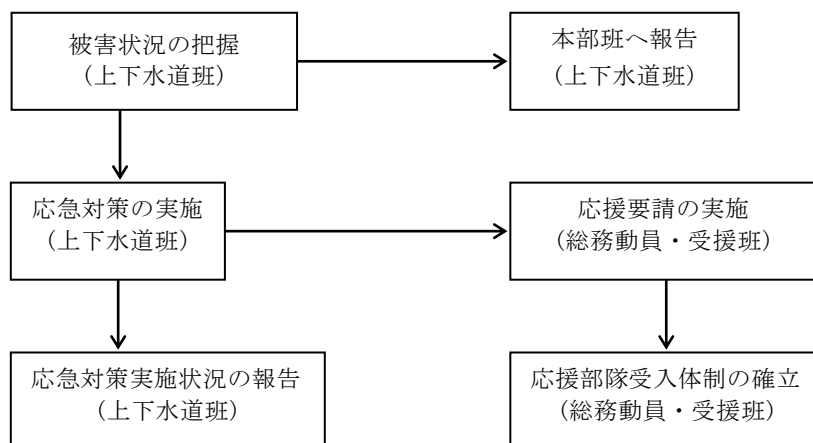 被害状況の把握
（上下水道班）
本部班へ報告
（上下水道班）
応急対策の実施
（上下水道班）
応援要請の実施
（総務動員・受援班）
応急対策実施状況の報告
（上下水道班）
応援部隊受入体制の確立
（総務動員・受援班）